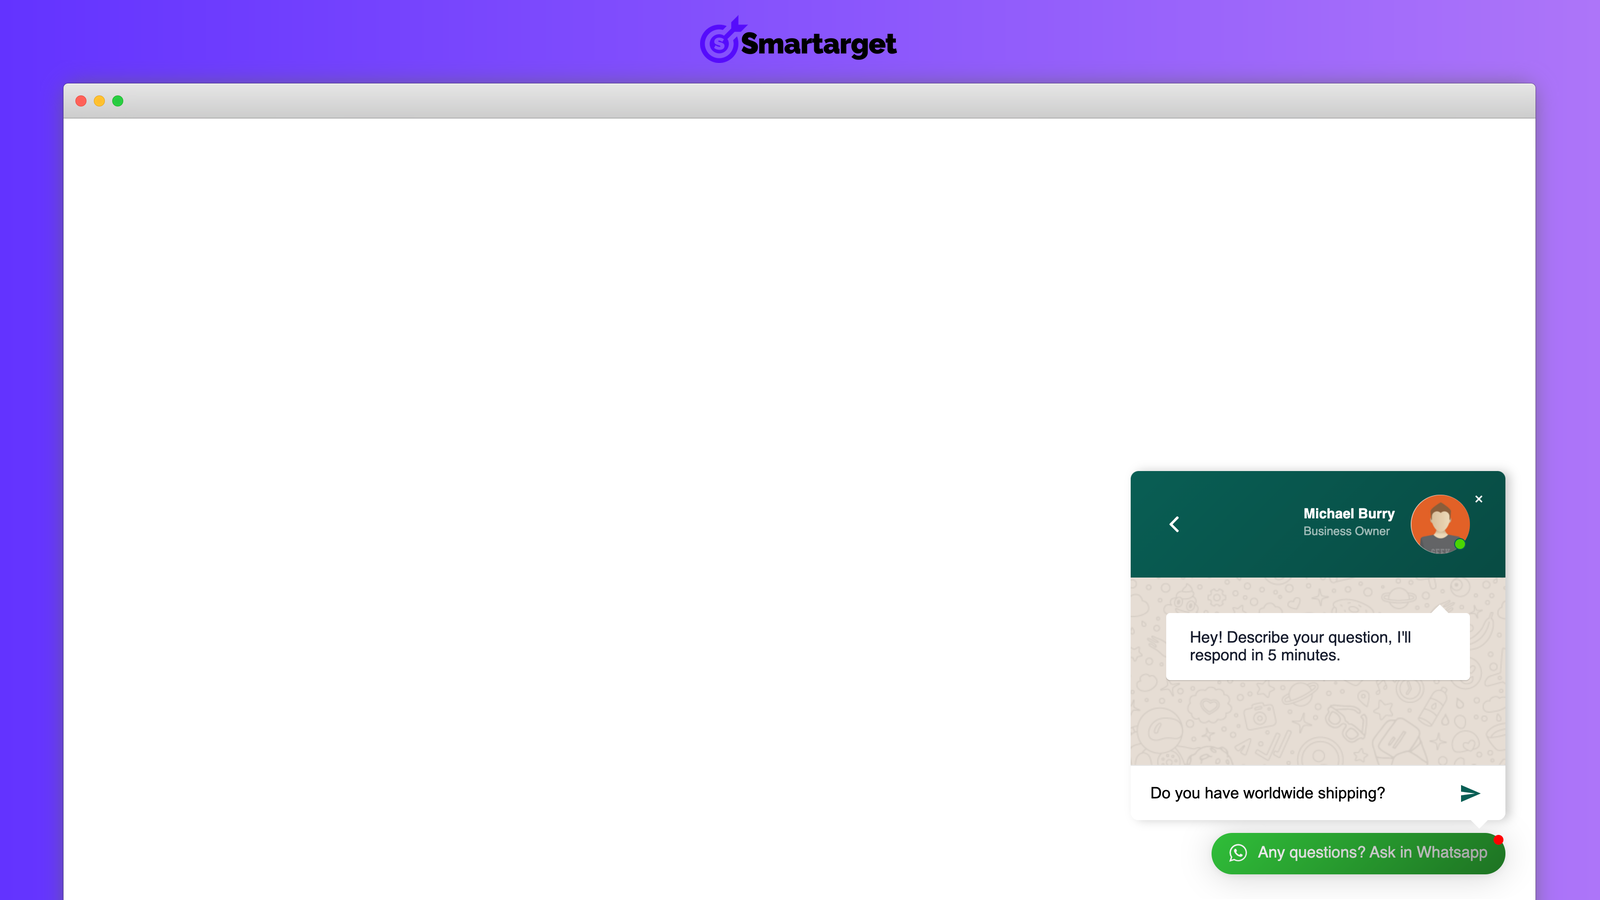 Smartarget
Michael Burry
Business Owner
Hey! Describe your question, I'll
respond in 5 minutes.
Do you have worldwide shipping?
Any questions? Ask in Whatsapp